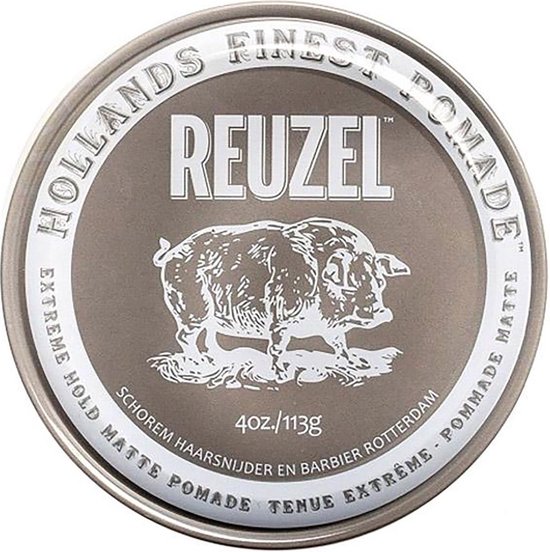 HOLLANDS FINEST POMADE™
REUZEL™
4oz./113g
SCHOREM HAARSNIJDER EN BARBIER ROTTERDAM
EXTREME HOLD MATTE POMADE TENUE EXTRÊME - POMMADE MATTE